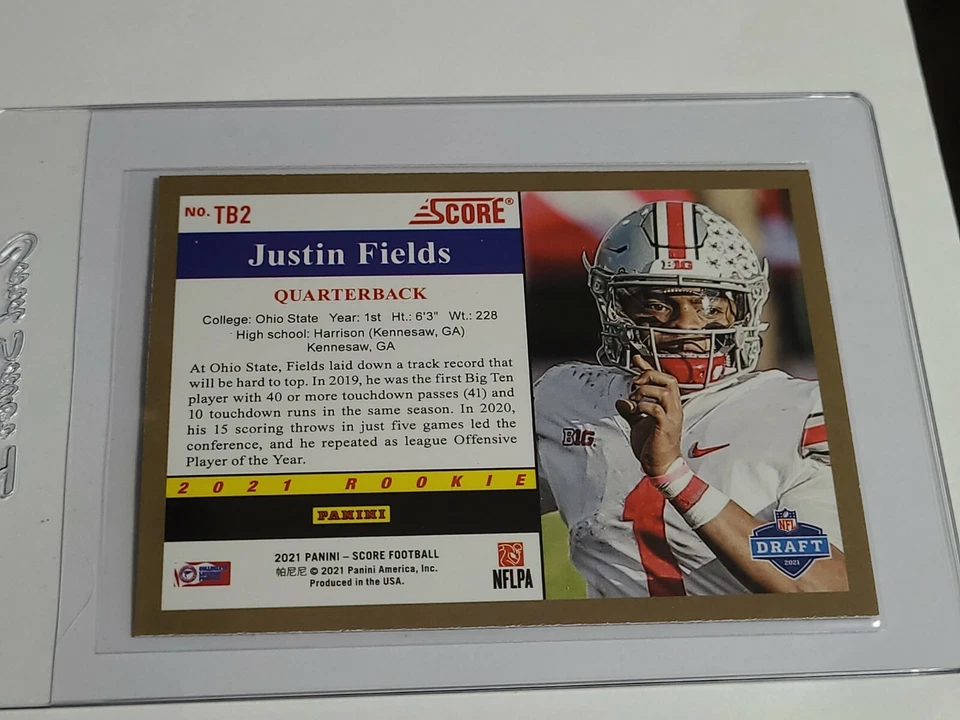 NO. TB2
SCORE®
Justin Fields
QUARTERBACK
College: Ohio State Year: 1st Ht.: 6'3" Wt.: 228
High school: Harrison (Kennesaw, GA)
Kennesaw, GA
At Ohio State, Fields laid down a track record that
will be hard to top. In 2019, he was the first Big Ten
player with 40 or more touchdown passes (41) and
10 touchdown runs in the same season. In 2020,
his 15 scoring throws in just five games led the
conference, and he repeated as league Offensive
Player of the Year.
2021 ROOKIE
PANINI
2021 PANINI – SCORE FOOTBALL
帕尼尼 © 2021 Panini America, Inc.
Produced in the USA.
NFLPA
B1G
B1G
1
NFL
DRAFT
2021